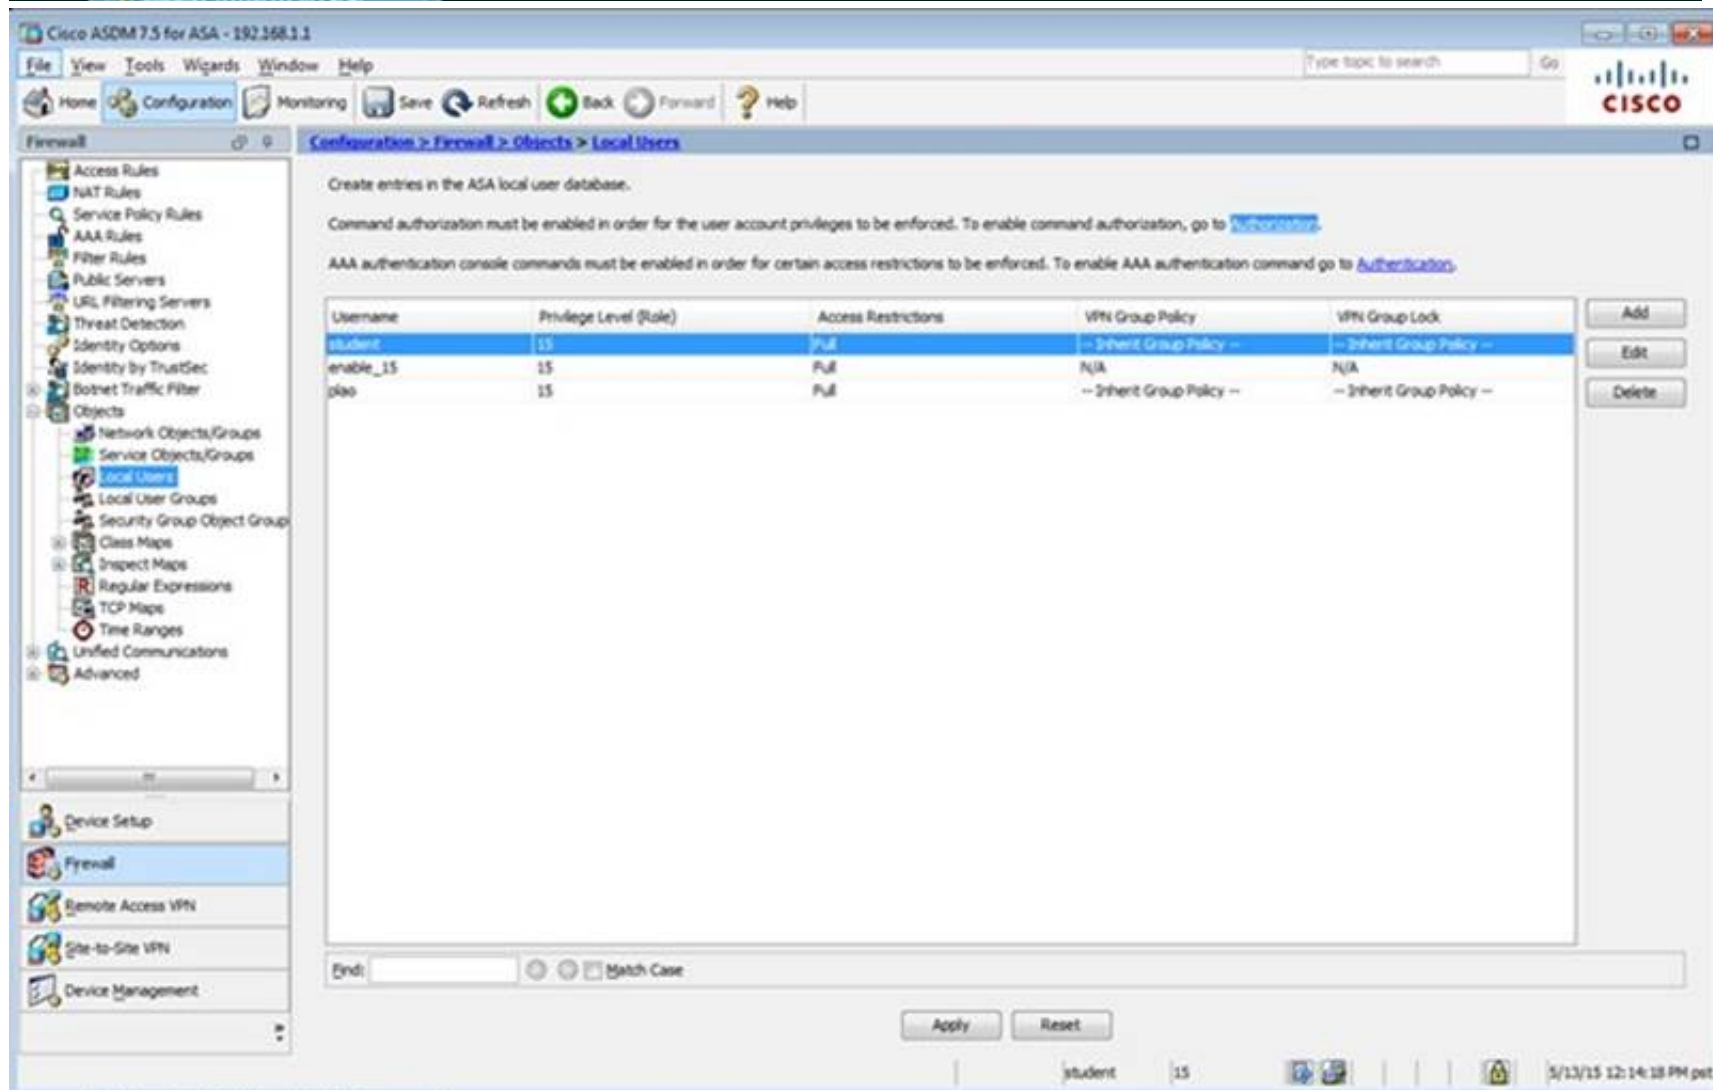 Cisco ASDM 7.5 for ASA - 192.168.1.1
File View Tools Wizards Window Help
Type topic to search Go
Home Configuration Monitoring Save Refresh Back Forward Help
CISCO
Firewall
Configuration > Firewall > Objects > Local Users
Access Rules
NAT Rules
Service Policy Rules
AAA Rules
Filter Rules
Public Servers
URL Filtering Servers
Threat Detection
Identity Options
Identity by TrustSec
Botnet Traffic Filter
Objects
Network Objects/Groups
Service Objects/Groups
Local Users
Local User Groups
Security Group Object Group
Class Maps
Inspect Maps
Regular Expressions
TCP Maps
Time Ranges
Unified Communications
Advanced
Device Setup
Firewall
Remote Access VPN
Site-to-Site VPN
Device Management
Create entries in the ASA local user database.
Command authorization must be enabled in order for the user account privileges to be enforced. To enable command authorization, go to Authorization.
AAA authentication console commands must be enabled in order for certain access restrictions to be enforced. To enable AAA authentication command go to Authentication.
Username Privilege Level (Role) Access Restrictions VPN Group Policy VPN Group Lock
student 15 Full -- Inherit Group Policy -- -- Inherit Group Policy --
enable_15 15 Full N/A N/A
piao 15 Full -- Inherit Group Policy -- -- Inherit Group Policy --
Add
Edit
Delete
Find: Match Case
Apply Reset
student 15 5/13/15 12:14:18 PM pst